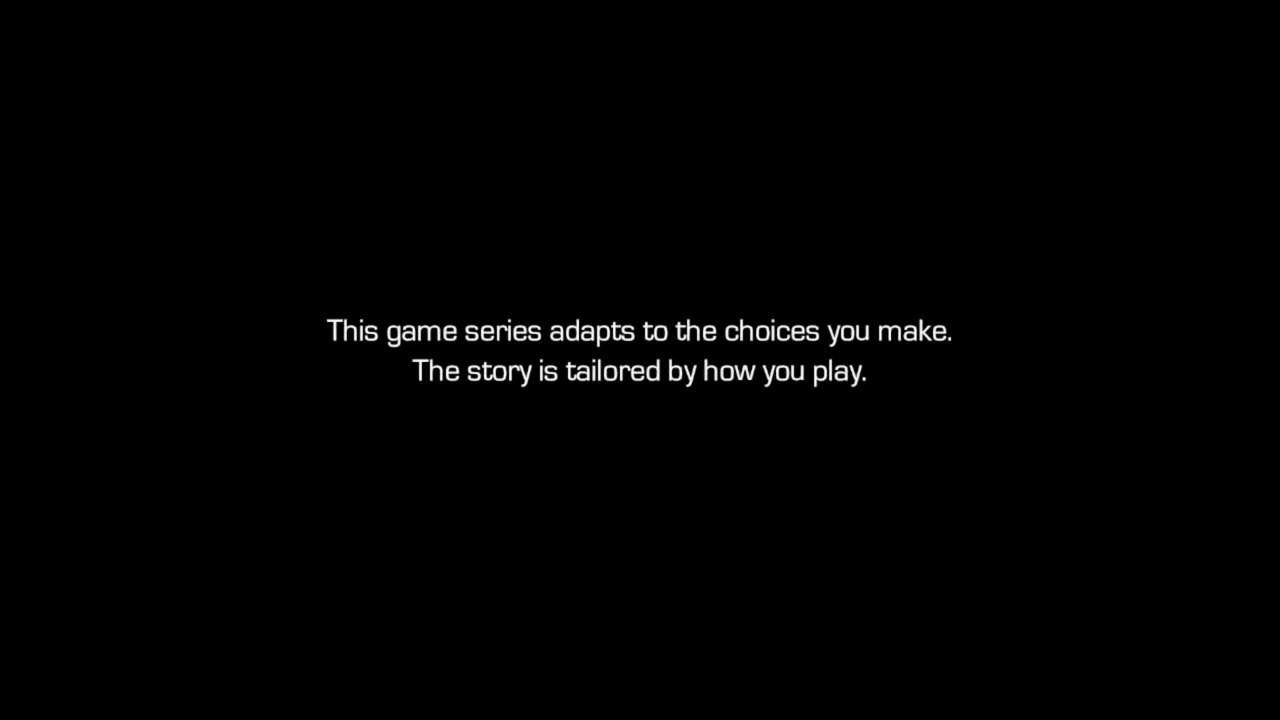 This game series adapts to the choices you make.
The story is tailored by how you play.